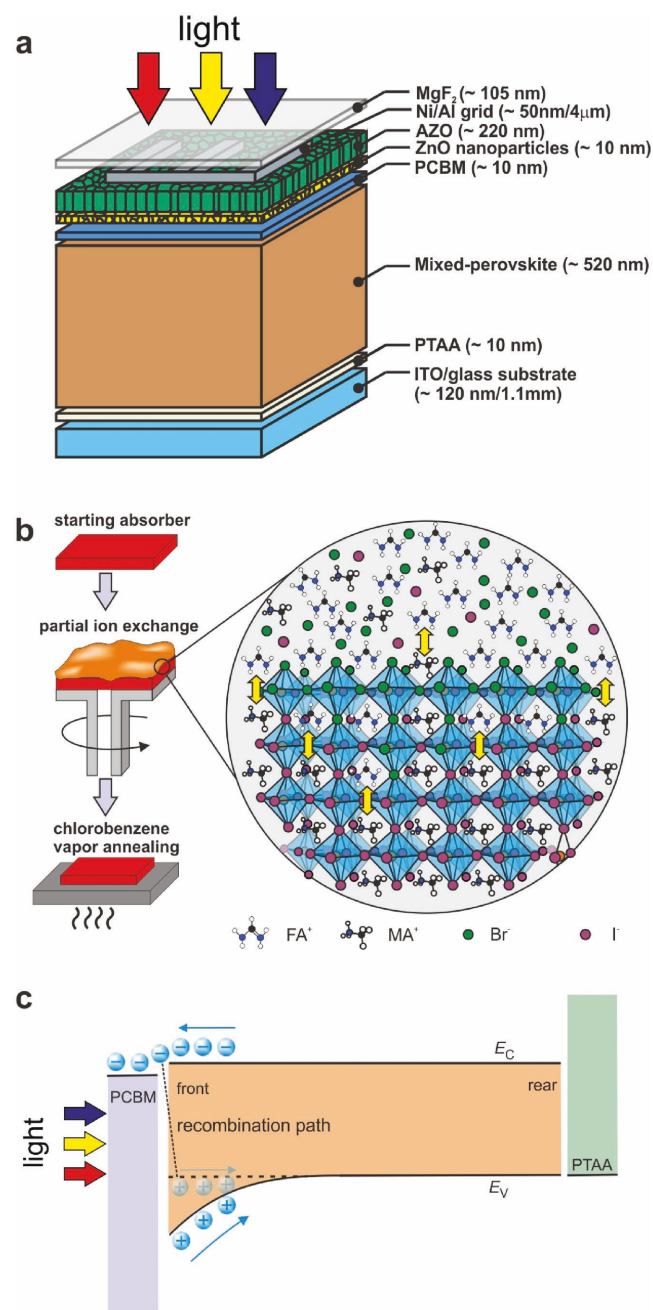 a
light
MgF₂ (~ 105 nm)
Ni/Al grid (~ 50nm/4μm)
AZO (~ 220 nm)
ZnO nanoparticles (~ 10 nm)
PCBM (~ 10 nm)
Mixed-perovskite (~ 520 nm)
PTAA (~ 10 nm)
ITO/glass substrate
(~ 120 nm/1.1mm)
b
starting absorber
partial ion exchange
chlorobenzene
vapor annealing
FA⁺
MA⁺
Br⁻
I⁻
c
E_C
PCBM
front
rear
recombination path
light
PTAA
E_V